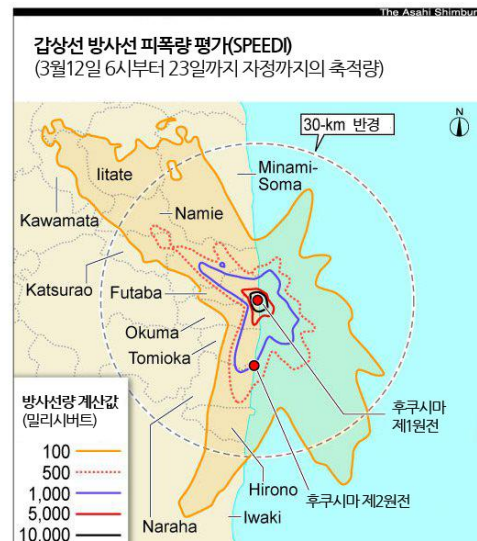 The Asahi Shimbun
갑상선 방사선 피폭량 평가(SPEEDI)
(3월12일 6시부터 23일까지 자정까지의 축적량)
N
30-km 반경
Minami-
Soma
Iitate
Namie
Kawamata
Katsurao
Futaba
Okuma
Tomioka
방사선량 계산값
(밀리시버트)
100
500
1,000
5,000
10,000
후쿠시마
제1원전
후쿠시마 제2원전
Hirono
Naraha
Iwaki